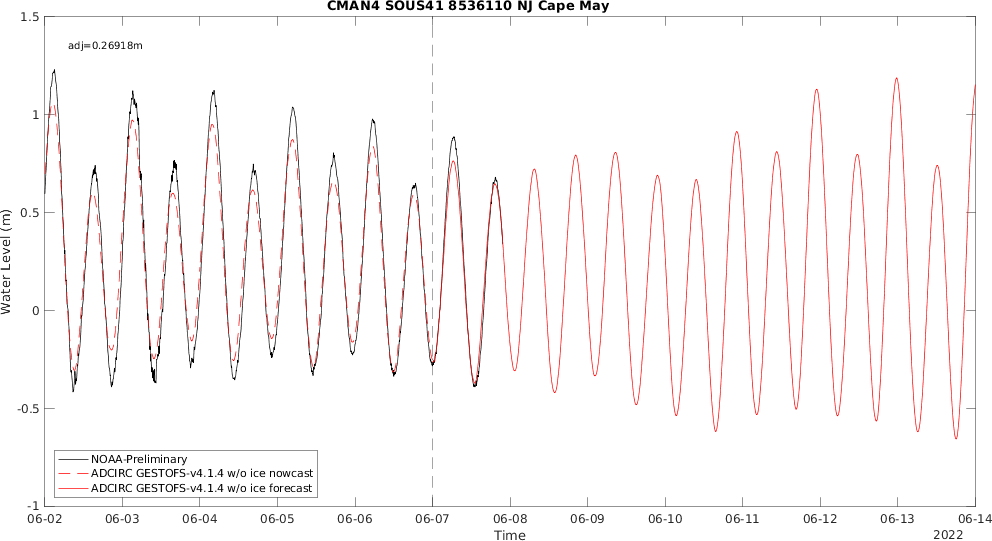 CMAN4 SOUS41 8536110 NJ Cape May
adj=0.26918m
1.5
1
0.5
0
-0.5
-1
Water Level (m)
NOAA-Preliminary
ADCIRC GESTOFS-v4.1.4 w/o ice nowcast
ADCIRC GESTOFS-v4.1.4 w/o ice forecast
06-02 06-03 06-04 06-05 06-06 06-07 06-08 06-09 06-10 06-11 06-12 06-13 06-14
Time
2022